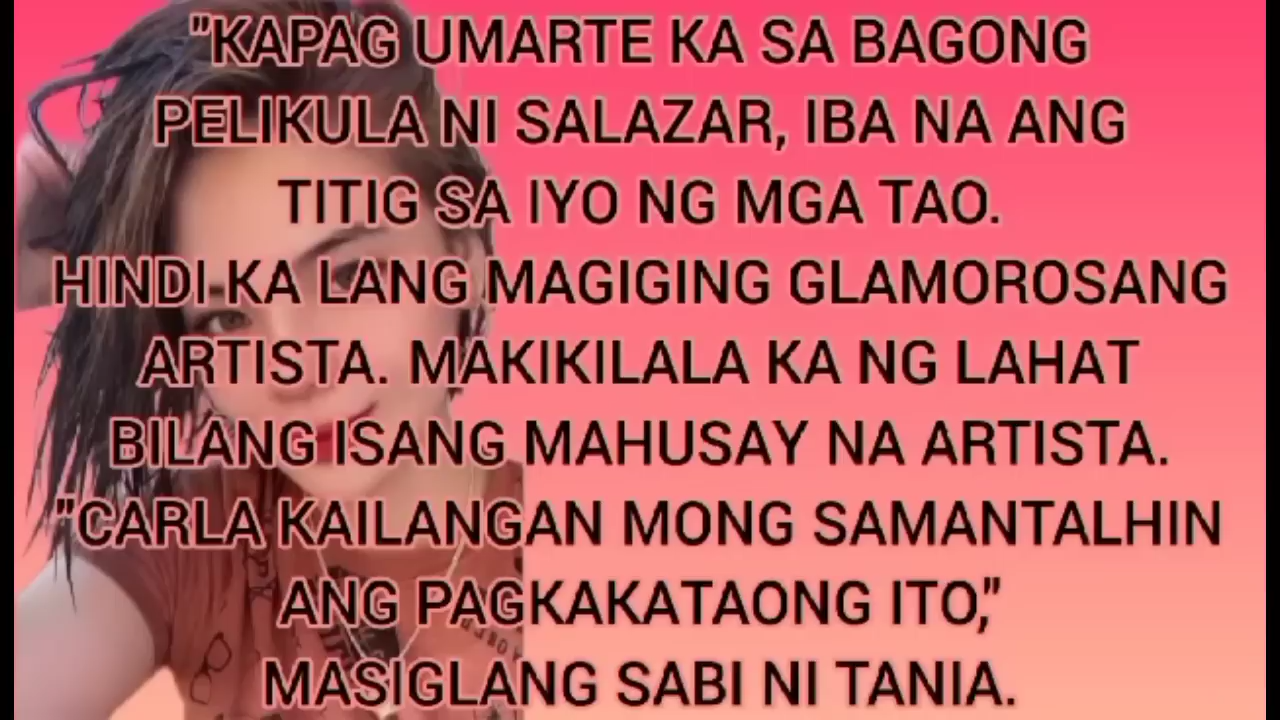 "KAPAG UMARTE KA SA BAGONG
PELIKULA NI SALAZAR, IBA NA ANG
TITIG SA IYO NG MGA TAO.
HINDI KA LANG MAGIGING GLAMOROSANG
ARTISTA. MAKIKILALA KA NG LAHAT
BILANG ISANG MAHUSAY NA ARTISTA.
"CARLA KAILANGAN MONG SAMANTALHIN
ANG PAGKAKATAONG ITO,"
MASIGLANG SABI NI TANIA.